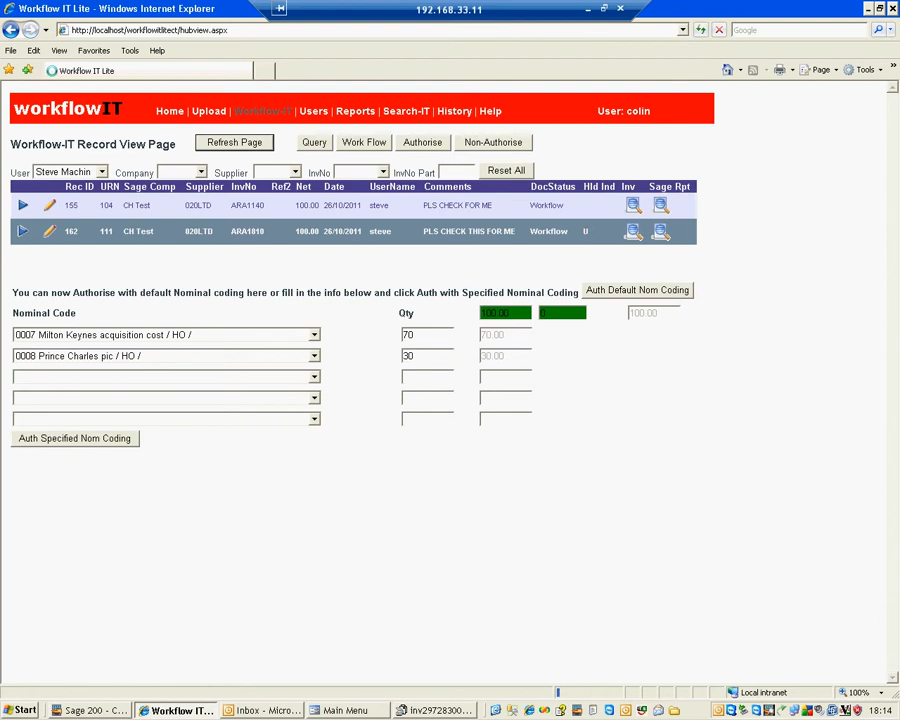 Workflow IT Lite - Windows Internet Explorer
192.168.33.11
http://localhost/workflowitlitect/hubview.aspx
Google
File Edit View Favorites Tools Help
Workflow IT Lite
Page Tools
workflowIT
Home | Upload | Workflow-IT | Users | Reports | Search-IT | History | Help
User: colin
Workflow-IT Record View Page
Refresh Page
Query
Work Flow
Authorise
Non-Authorise
User Steve Machin Company Supplier InvNo InvNo Part Reset All
Rec ID URN Sage Comp Supplier InvNo Ref2 Net Date UserName Comments DocStatus Hld Ind Inv Sage Rpt
155 104 CH Test 020LTD ARA1140 100.00 26/10/2011 steve PLS CHECK FOR ME Workflow
162 111 CH Test 020LTD ARA1010 100.00 26/10/2011 steve PLS CHECK THIS FOR ME Workflow U
You can now Authorise with default Nominal coding here or fill in the info below and click Auth with Specified Nominal Coding Auth Default Nom Coding
Nominal Code Qty 100.00 0 100.00
0007 Milton Keynes acquisition cost / HO / 70 70.00
0008 Prince Charles pic / HO / 30 30.00
Auth Specified Nom Coding
Local intranet 100%
Start Sage 200 - C... Workflow IT... Inbox - Micro... Main Menu inv29728300... 18:14